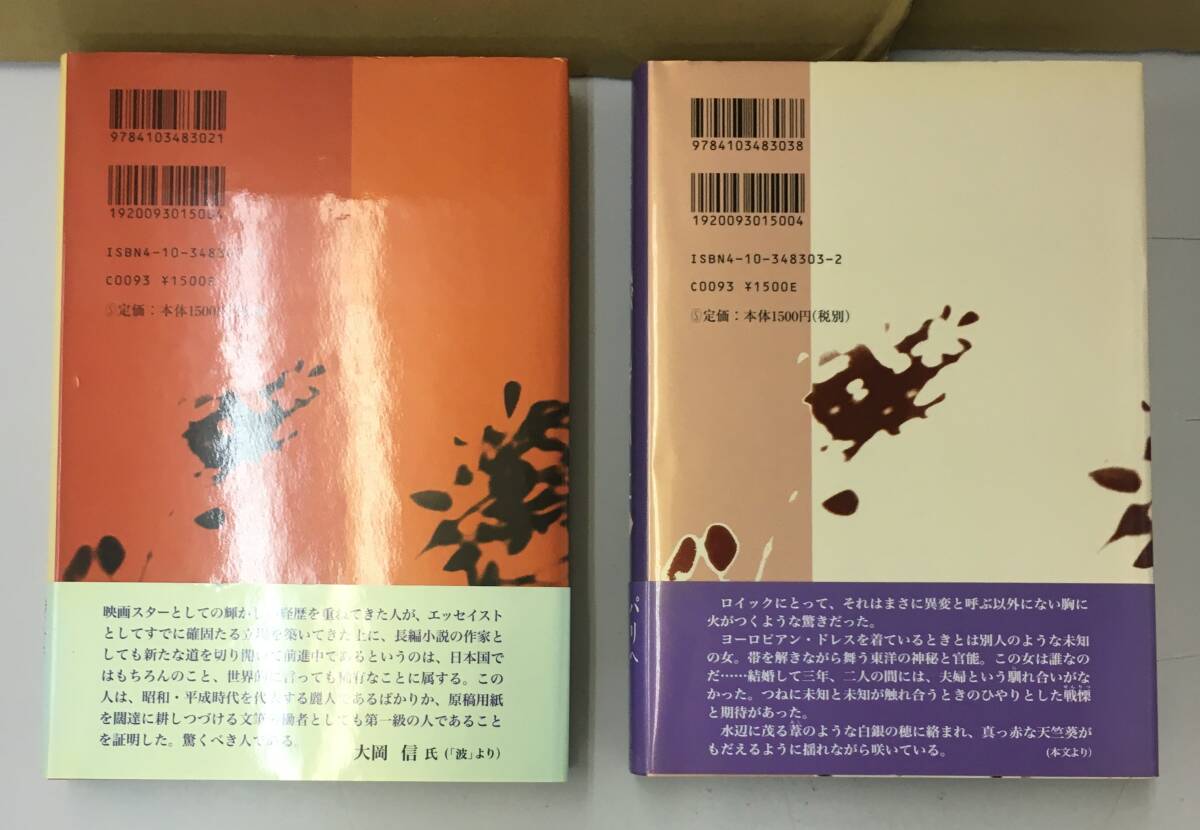 9784103483021
1920093015004
ISBN4-10-34830
C0093 ¥1500E
Ⓢ定価：本体1500円
映画スターとしての輝かしい経歴を重ねてきた人が、エッセイスト
としてすでに確固たる立場を築いてきた上に、長編小説の作家と
しても新たな道を切り開いて前進中であるというのは、日本国で
はもちろんのこと、世界的に言っても稀有なことに属する。この
人は、昭和・平成時代を代表する麗人であるばかりか、原稿用紙
を闊達に耕しつづける文筆労働者としても第一級の人であること
を証明した。驚くべき人である。
大岡 信 氏（「波」より）
9784103483038
1920093015004
ISBN4-10-348303-2
C0093 ¥1500E
Ⓢ定価：本体1500円（税別）
パリへ
ロイックにとって、それはまさに異変と呼ぶ以外にない胸に
火がつくような驚きだった。
ヨーロピアン・ドレスを着ているときとは別人のような未知
の女。帯を解きながら舞う東洋の神秘と官能。この女は誰なの
だ……結婚して三年、二人の間には、夫婦という馴れ合いがな
かった。つねに未知と未知が触れ合うときのひやりとした戦慄
と期待があった。
水辺に茂る葦のような白銀の穂に絡まれ、真っ赤な天竺葵が
もだえるように揺れながら咲いている。
（本文より）